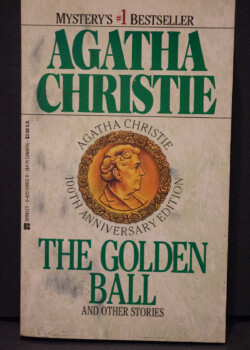 MYSTERY'S #1 BESTSELLER
AGATHA
CHRISTIE
AGATHA CHRISTIE
100TH ANNIVERSARY EDITION
THE GOLDEN
BALL
AND OTHER STORIES